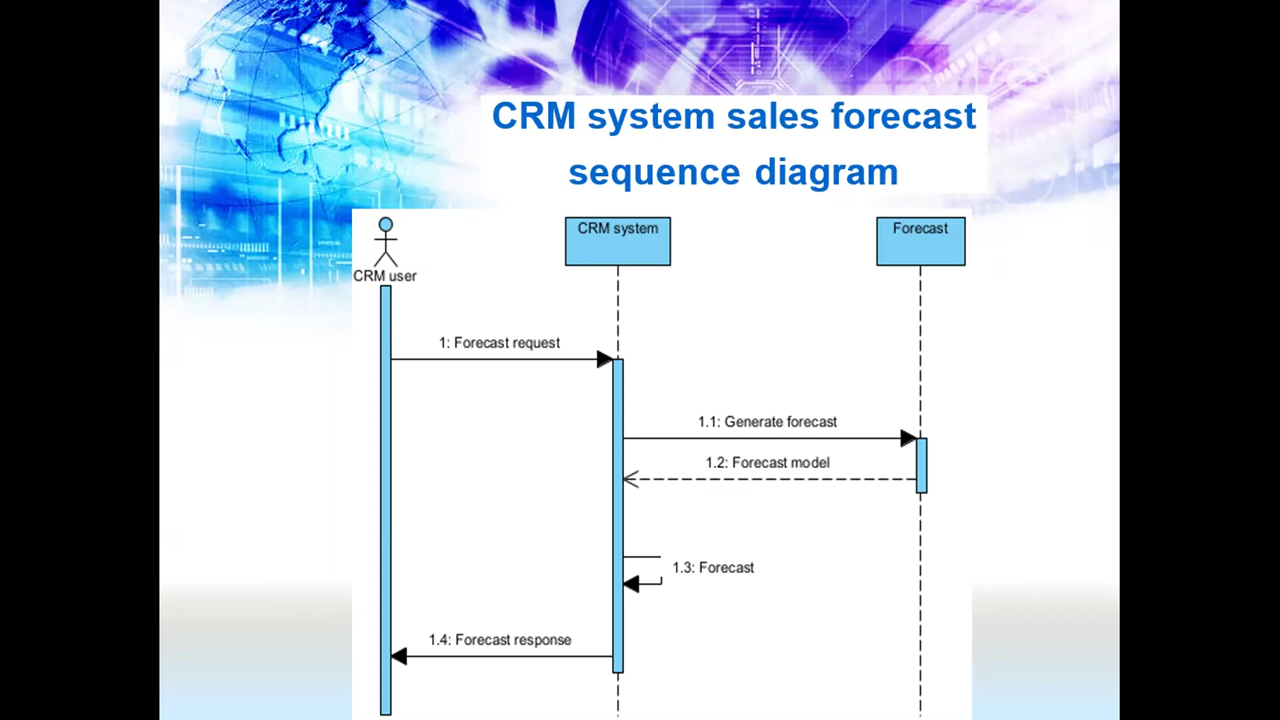 CRM system sales forecast
sequence diagram
CRM system
Forecast
CRM user
1: Forecast request
1.1: Generate forecast
1.2: Forecast model
1.3: Forecast
1.4: Forecast response